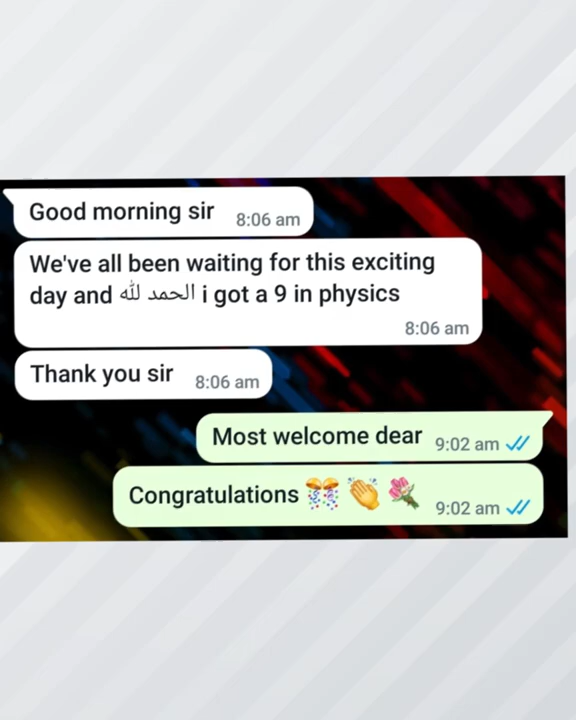 Good morning sir 8:06 am
We've all been waiting for this exciting
day and الحمد لله i got a 9 in physics
8:06 am
Thank you sir 8:06 am
Most welcome dear 9:02 am
Congratulations 🎊 👏 💐 9:02 am